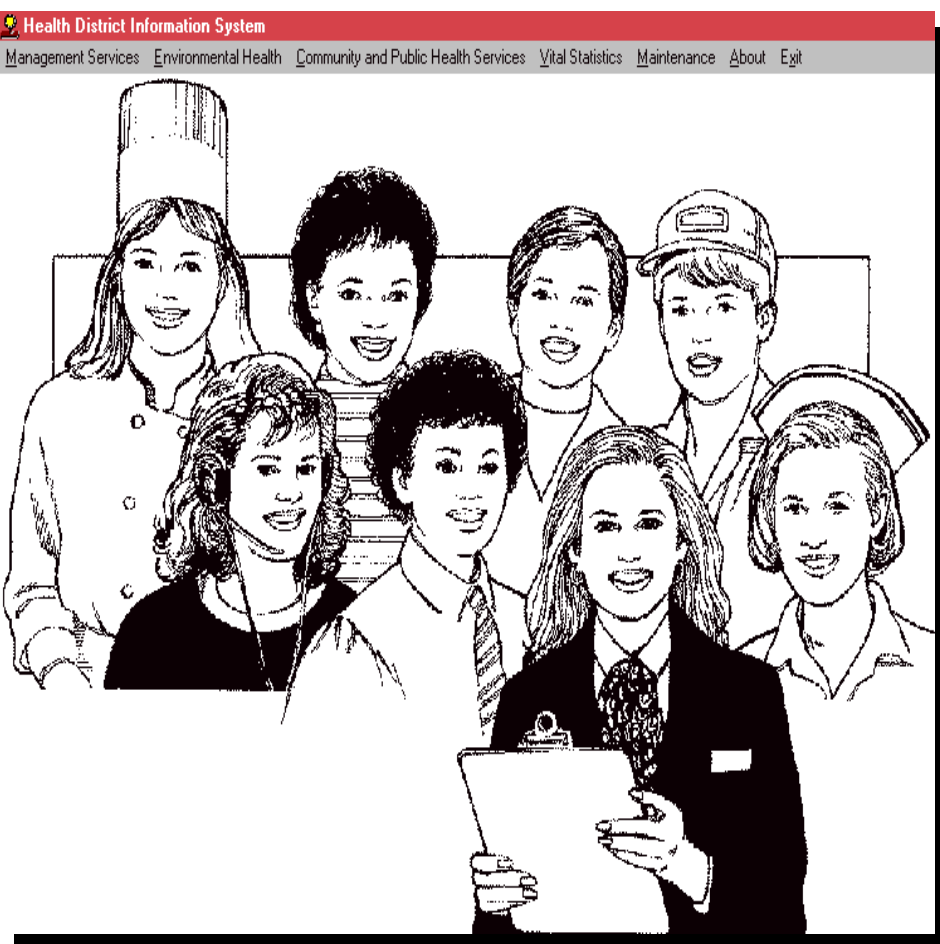 Health District Information System
Management Services Environmental Health Community and Public Health Services Vital Statistics Maintenance About Exit